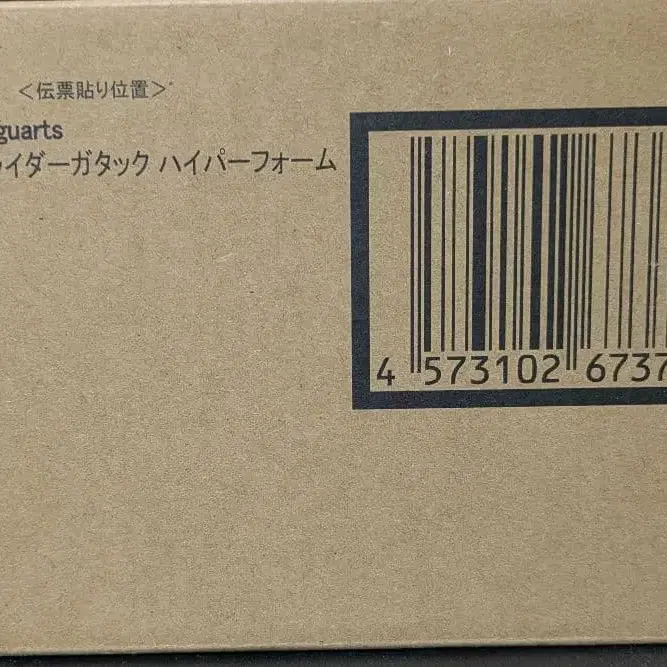 <伝票貼り位置>
guarts
イダーガタック ハイパーフォーム
4 573102 6737